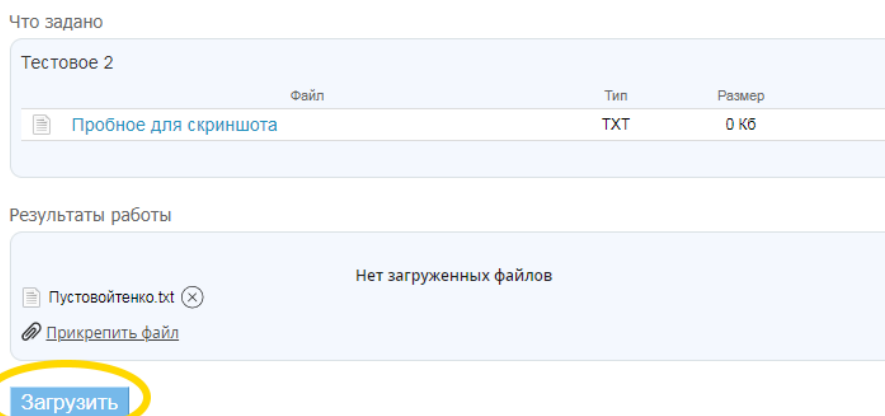 Что задано
Тестовое 2
Файл Тип Размер
Пробное для скриншота TXT 0 Кб
Результаты работы
Нет загруженных файлов
Пустовойтенко.txt
Прикрепить файл
Загрузить